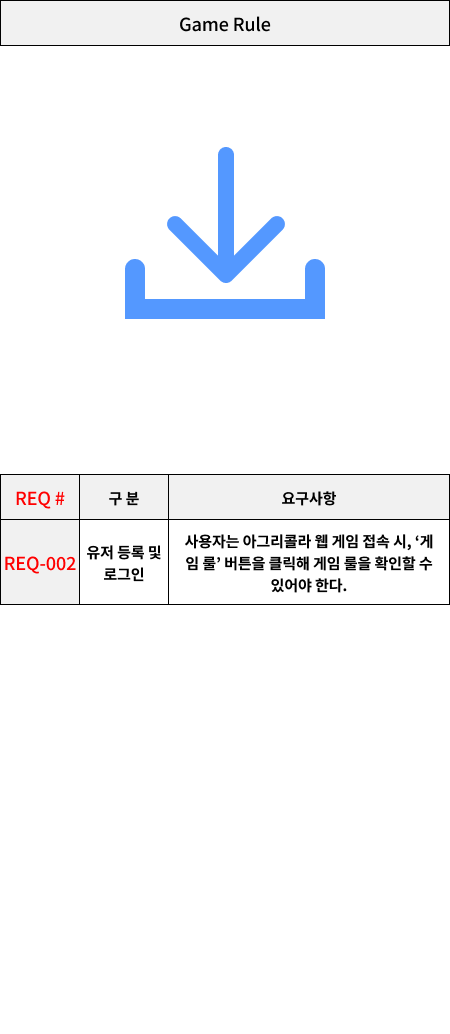 Game Rule
REQ #
구 분
요구사항
REQ-002
유저 등록 및
로그인
사용자는 아그리콜라 웹 게임 접속 시, ‘게
임 룰’ 버튼을 클릭해 게임 룰을 확인할 수
있어야 한다.